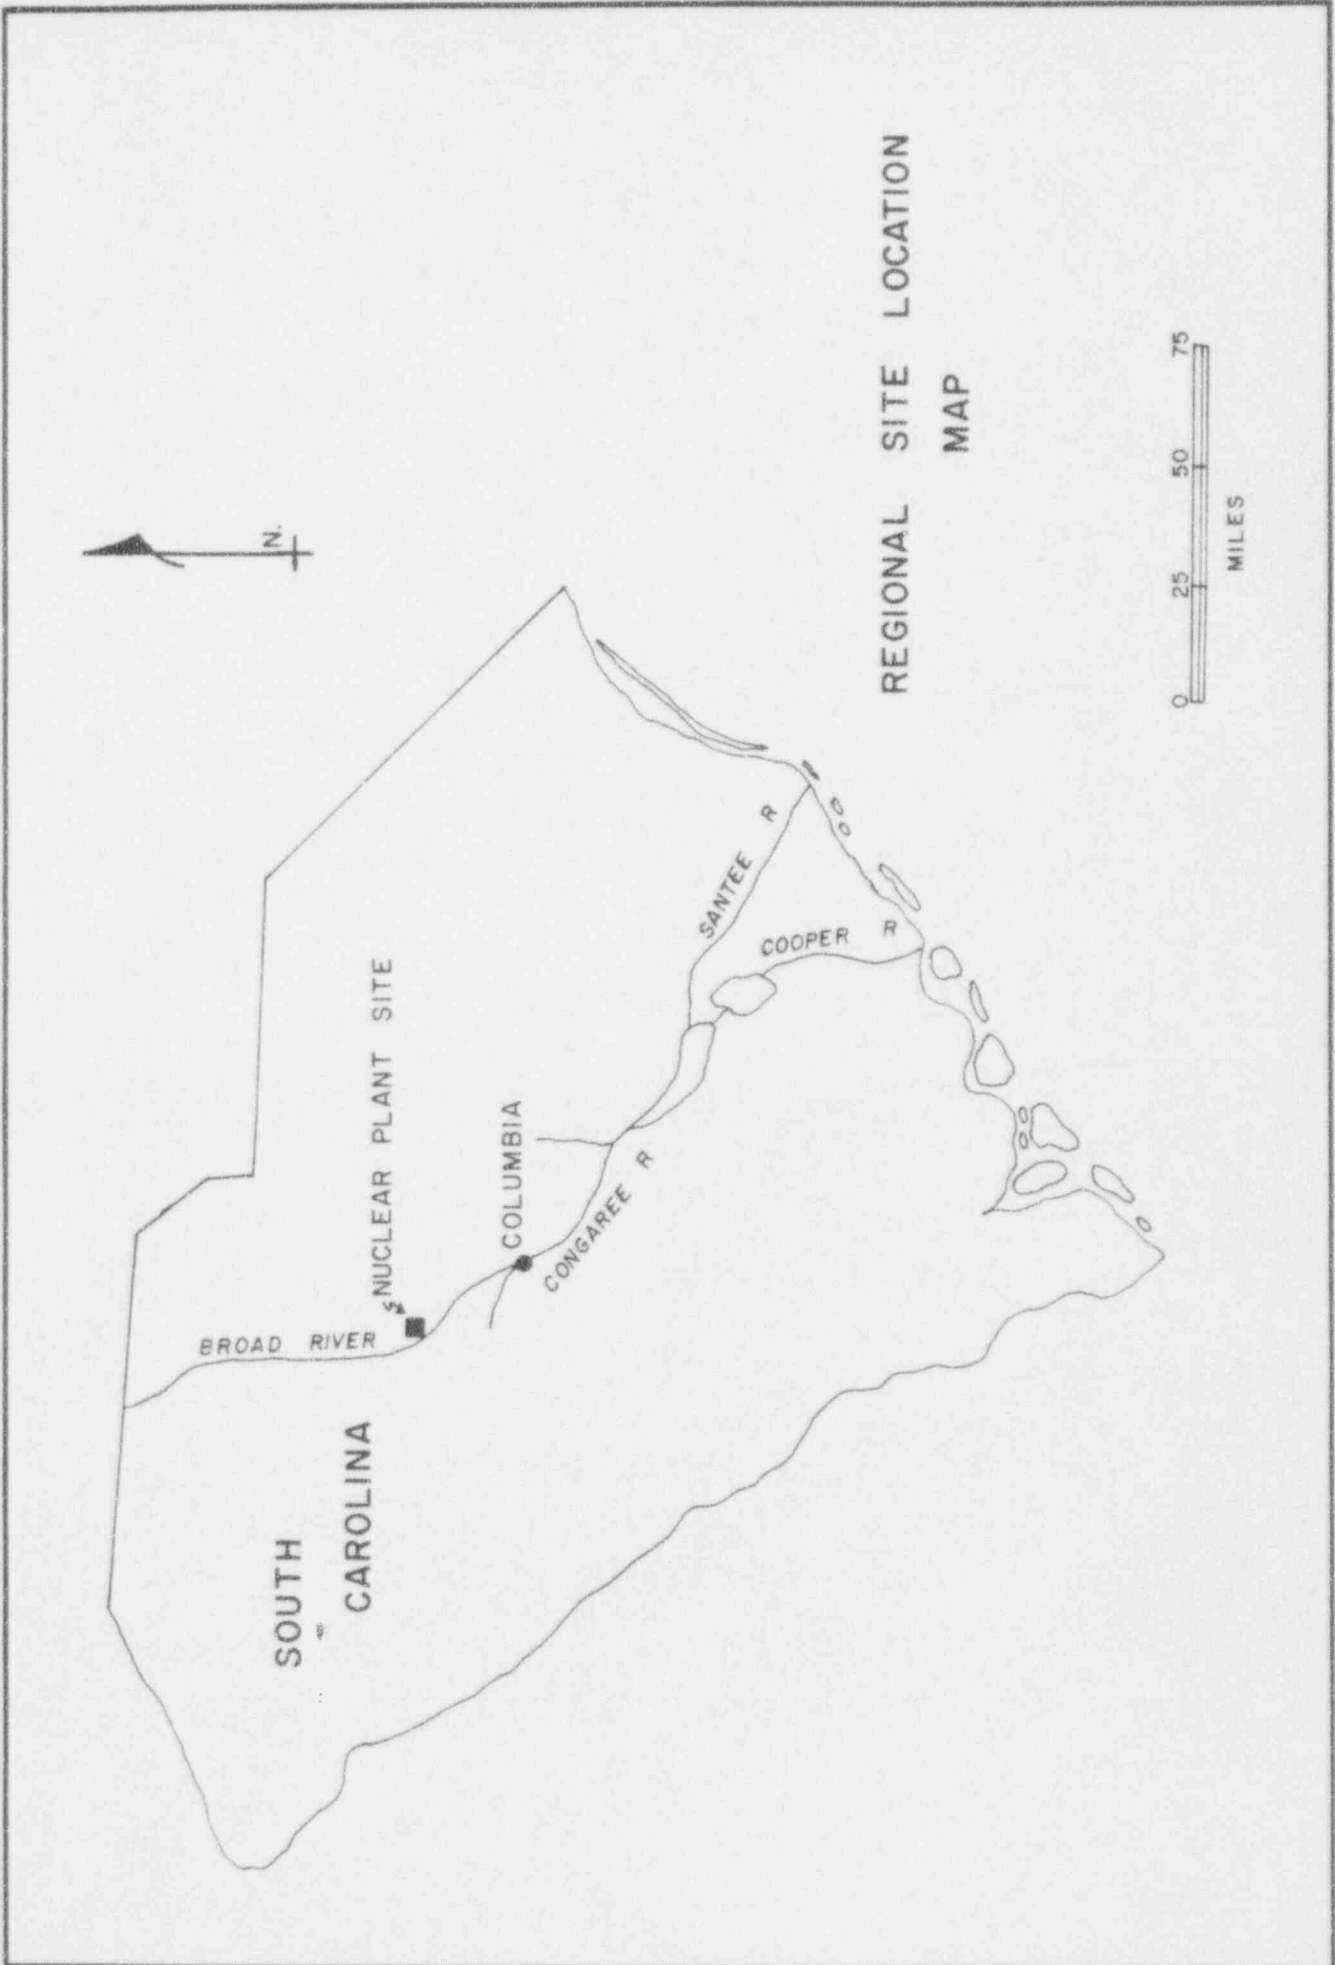 N.
BROAD RIVER
NUCLEAR PLANT SITE
SOUTH
CAROLINA
COLUMBIA
CONGAREE R
SANTEE R
COOPER R
REGIONAL SITE LOCATION
MAP
0 25 50 75
MILES